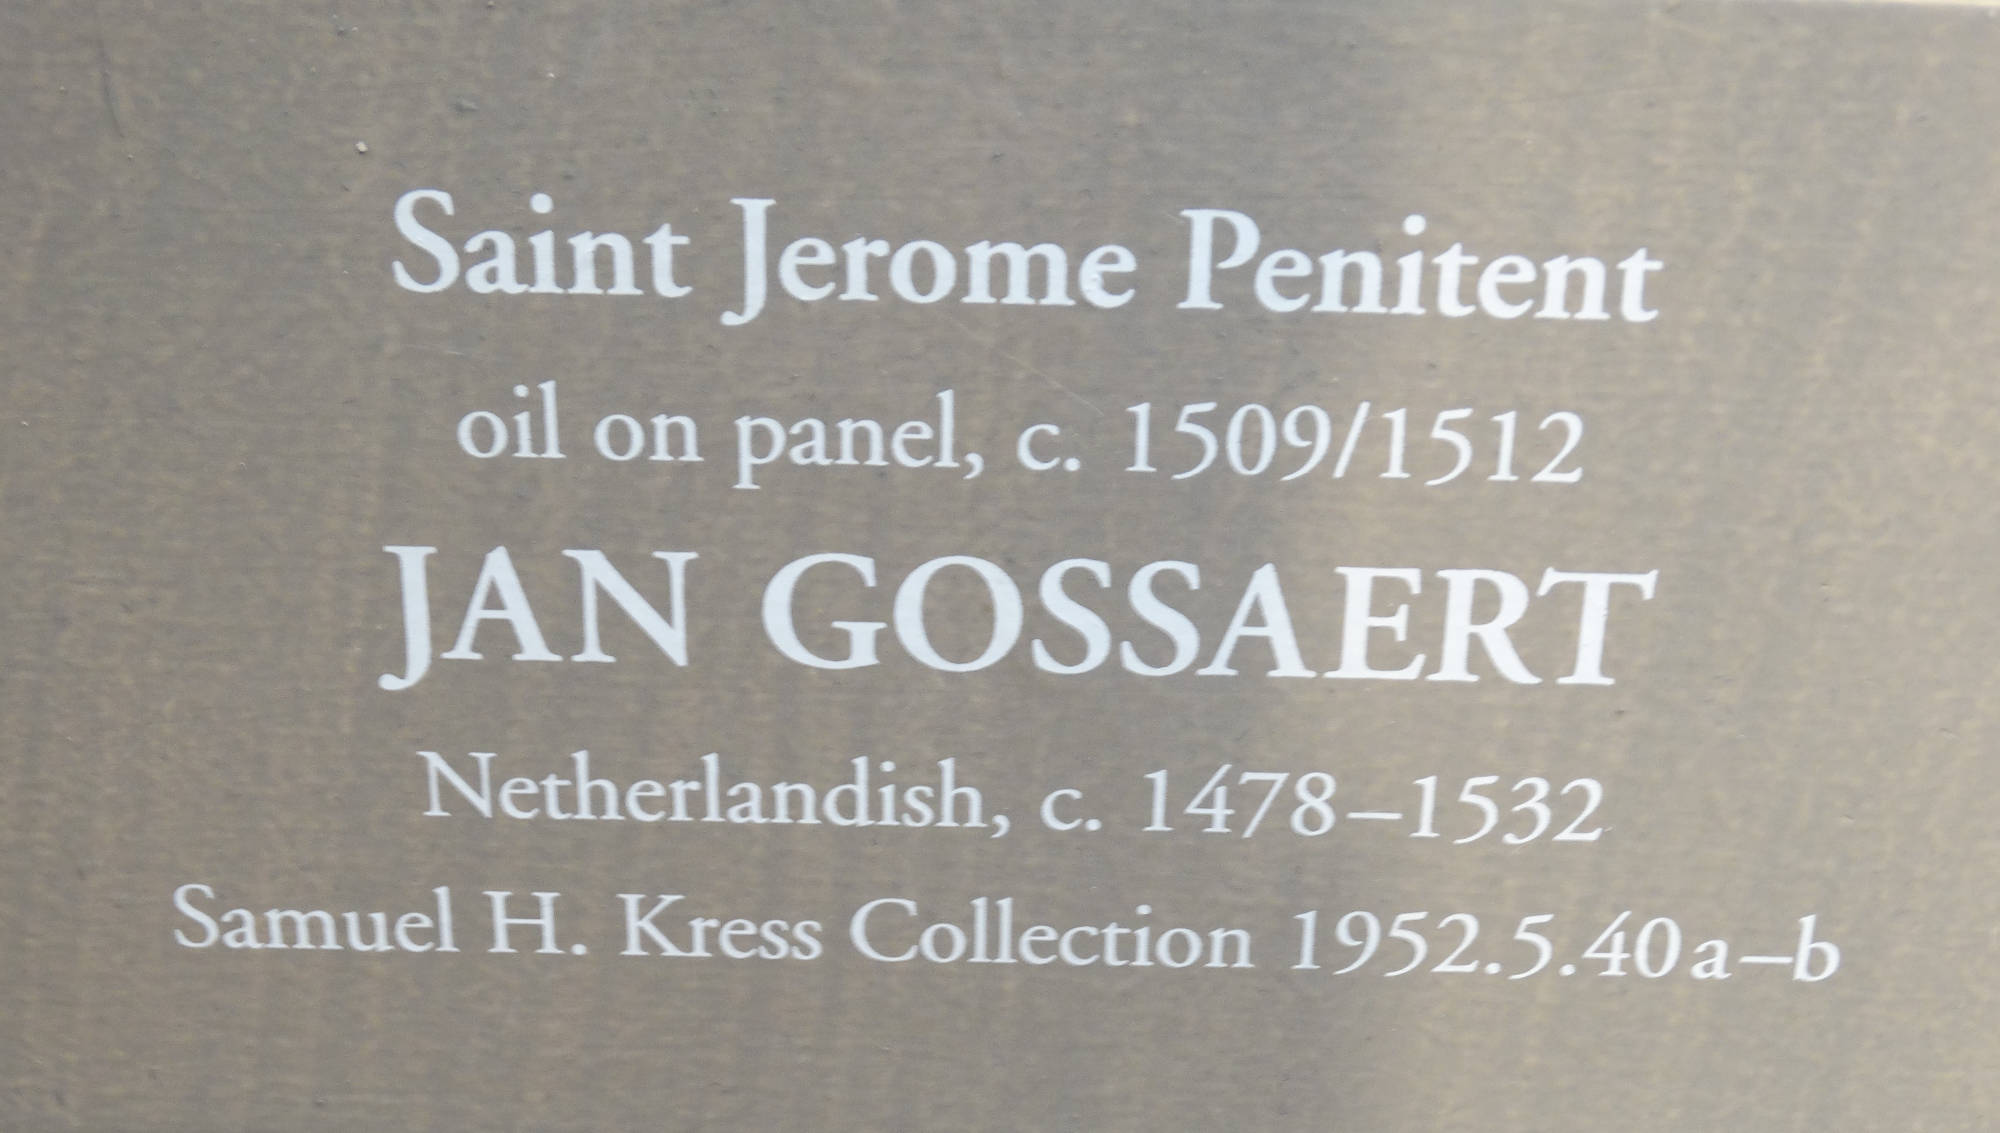 Saint Jerome Penitent
oil on panel, c. 1509/1512
JAN GOSSAERT
Netherlandish, c. 1478–1532
Samuel H. Kress Collection 1952.5.40a–b